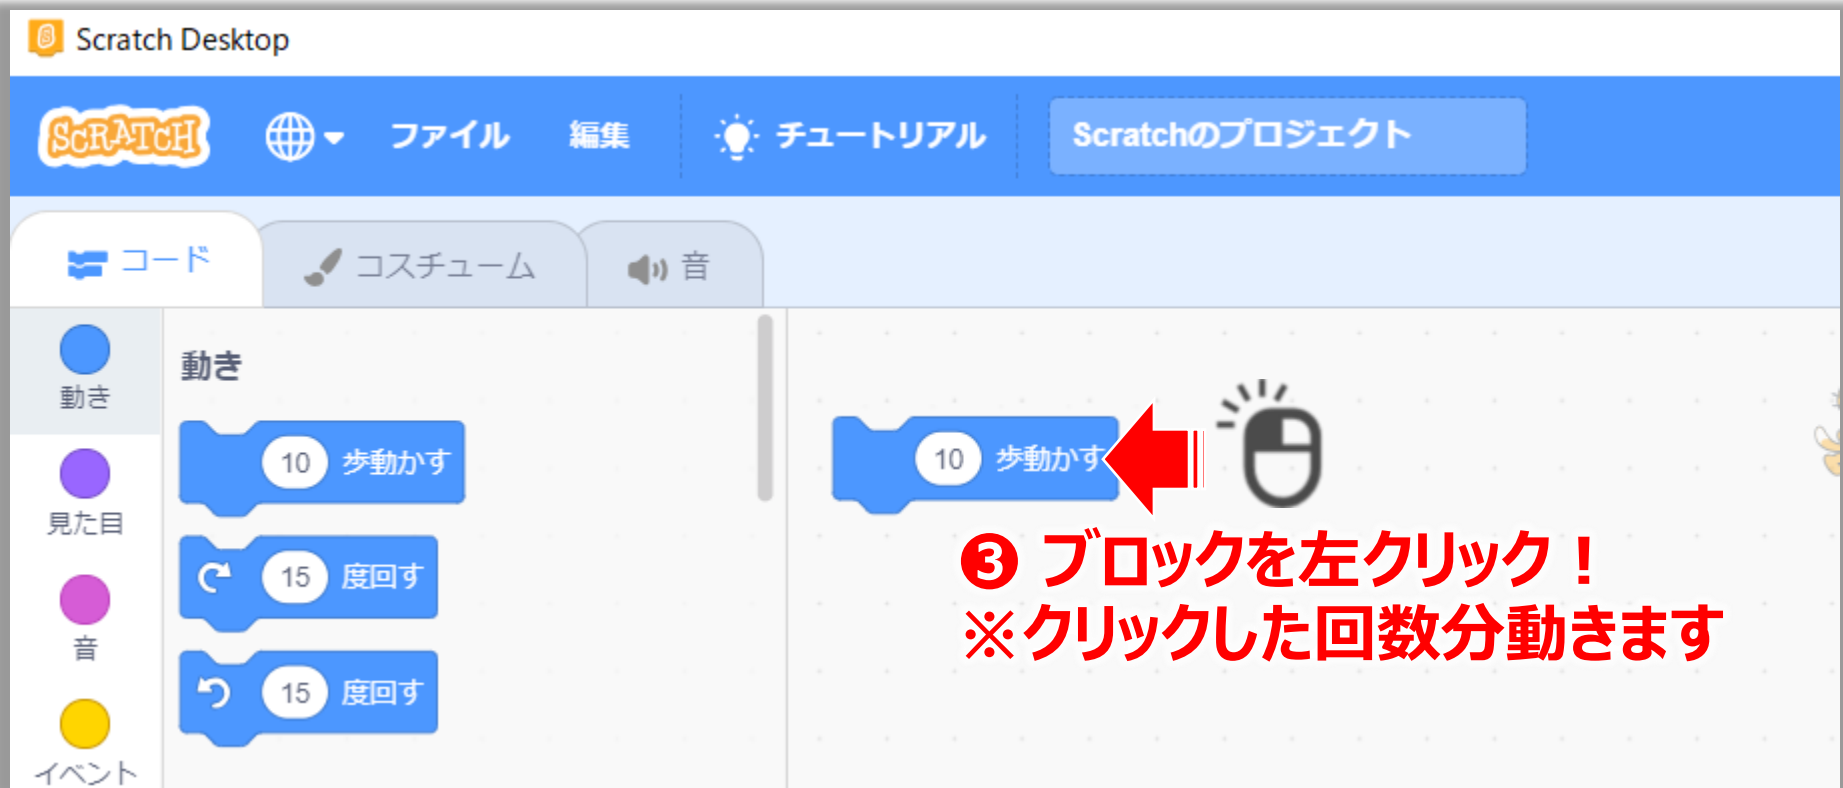 Scratch Desktop
SCRATCH ファイル 編集 チュートリアル Scratchのプロジェクト
コード コスチューム 音
動き
見た目
音
イベント
動き
10 歩動かす
15 度回す
15 度回す
10 歩動かす
❸ ブロックを左クリック！
※クリックした回数分動きます